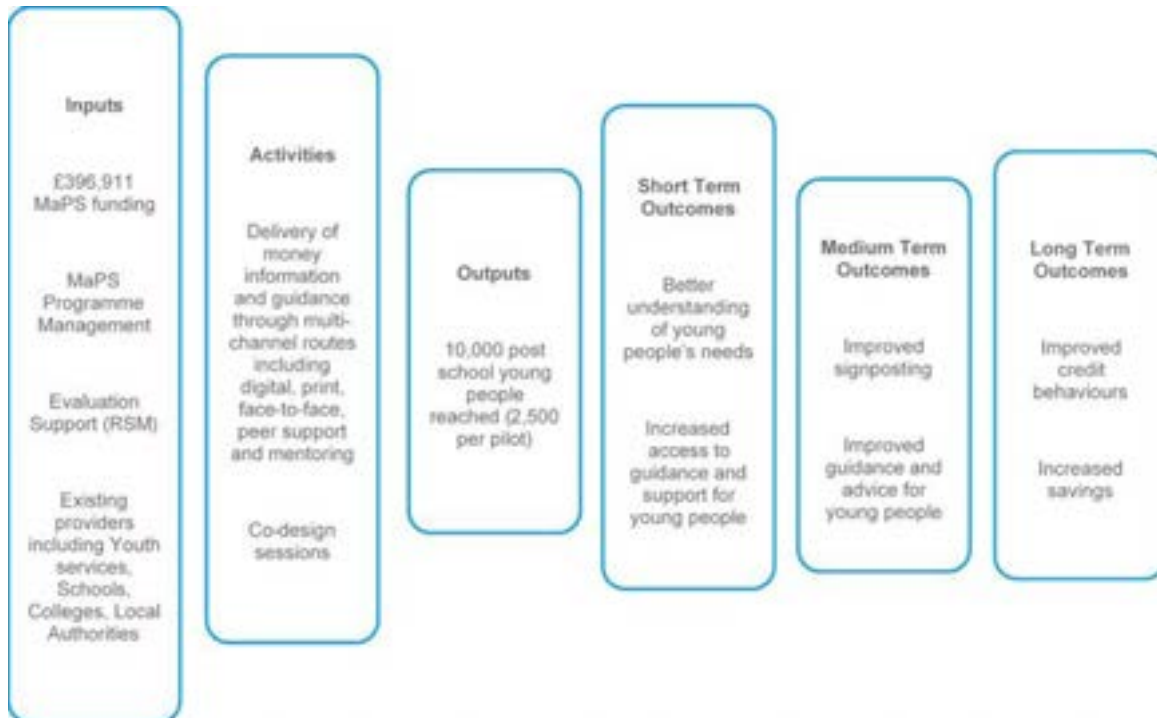 Inputs
£396,911
MaPS funding
MaPS
Programme
Management
Evaluation
Support (RSM)
Existing
providers
including Youth
services,
Schools,
Colleges, Local
Authorities
Activities
Delivery of
money
information
and guidance
through multi-
channel routes
including
digital, print,
face-to-face,
peer support
and mentoring
Co-design
sessions
Outputs
10,000 post
school young
people
reached (2,500
per pilot)
Short Term
Outcomes
Better
understanding
of young
people's needs
Increased
access to
guidance and
support for
young people
Medium Term
Outcomes
Improved
signposting
Improved
guidance and
advice for
young people
Long Term
Outcomes
Improved
credit
behaviours
Increased
savings